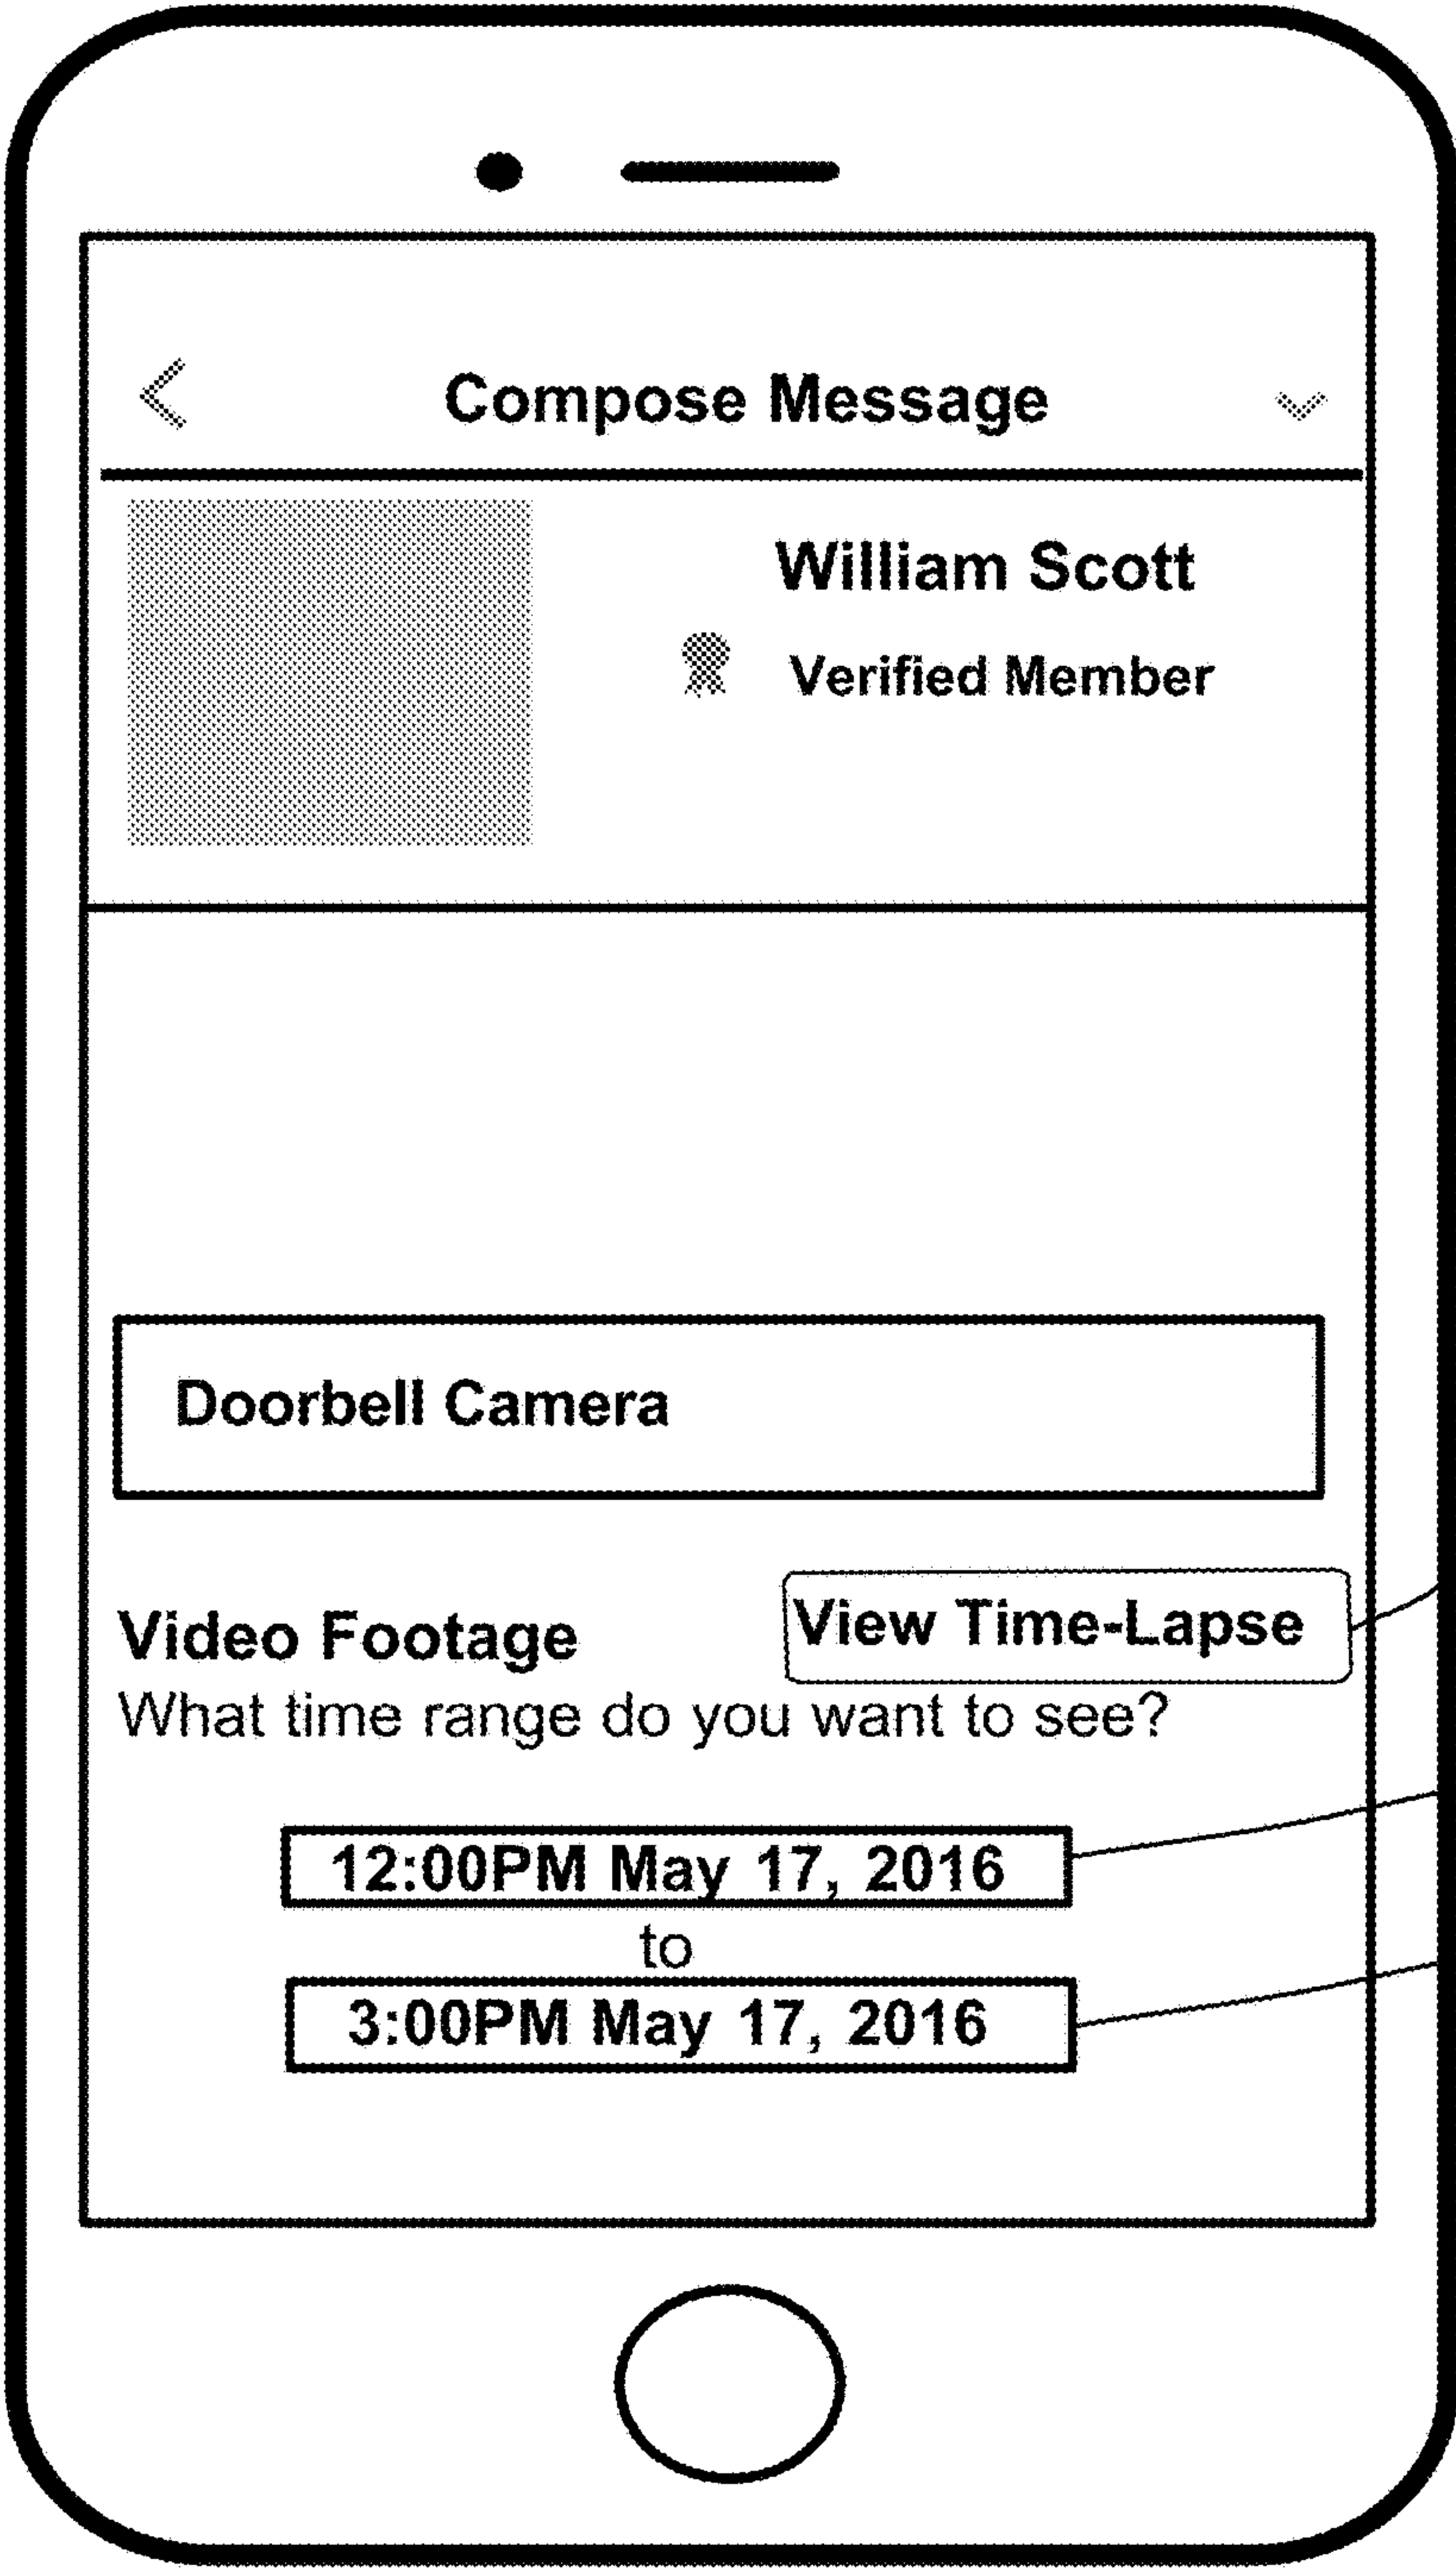 Compose Message
William Scott
Verified Member
Doorbell Camera
Video Footage
View Time-Lapse
What time range do you want to see?
12:00PM May 17, 2016
to
3:00PM May 17, 2016